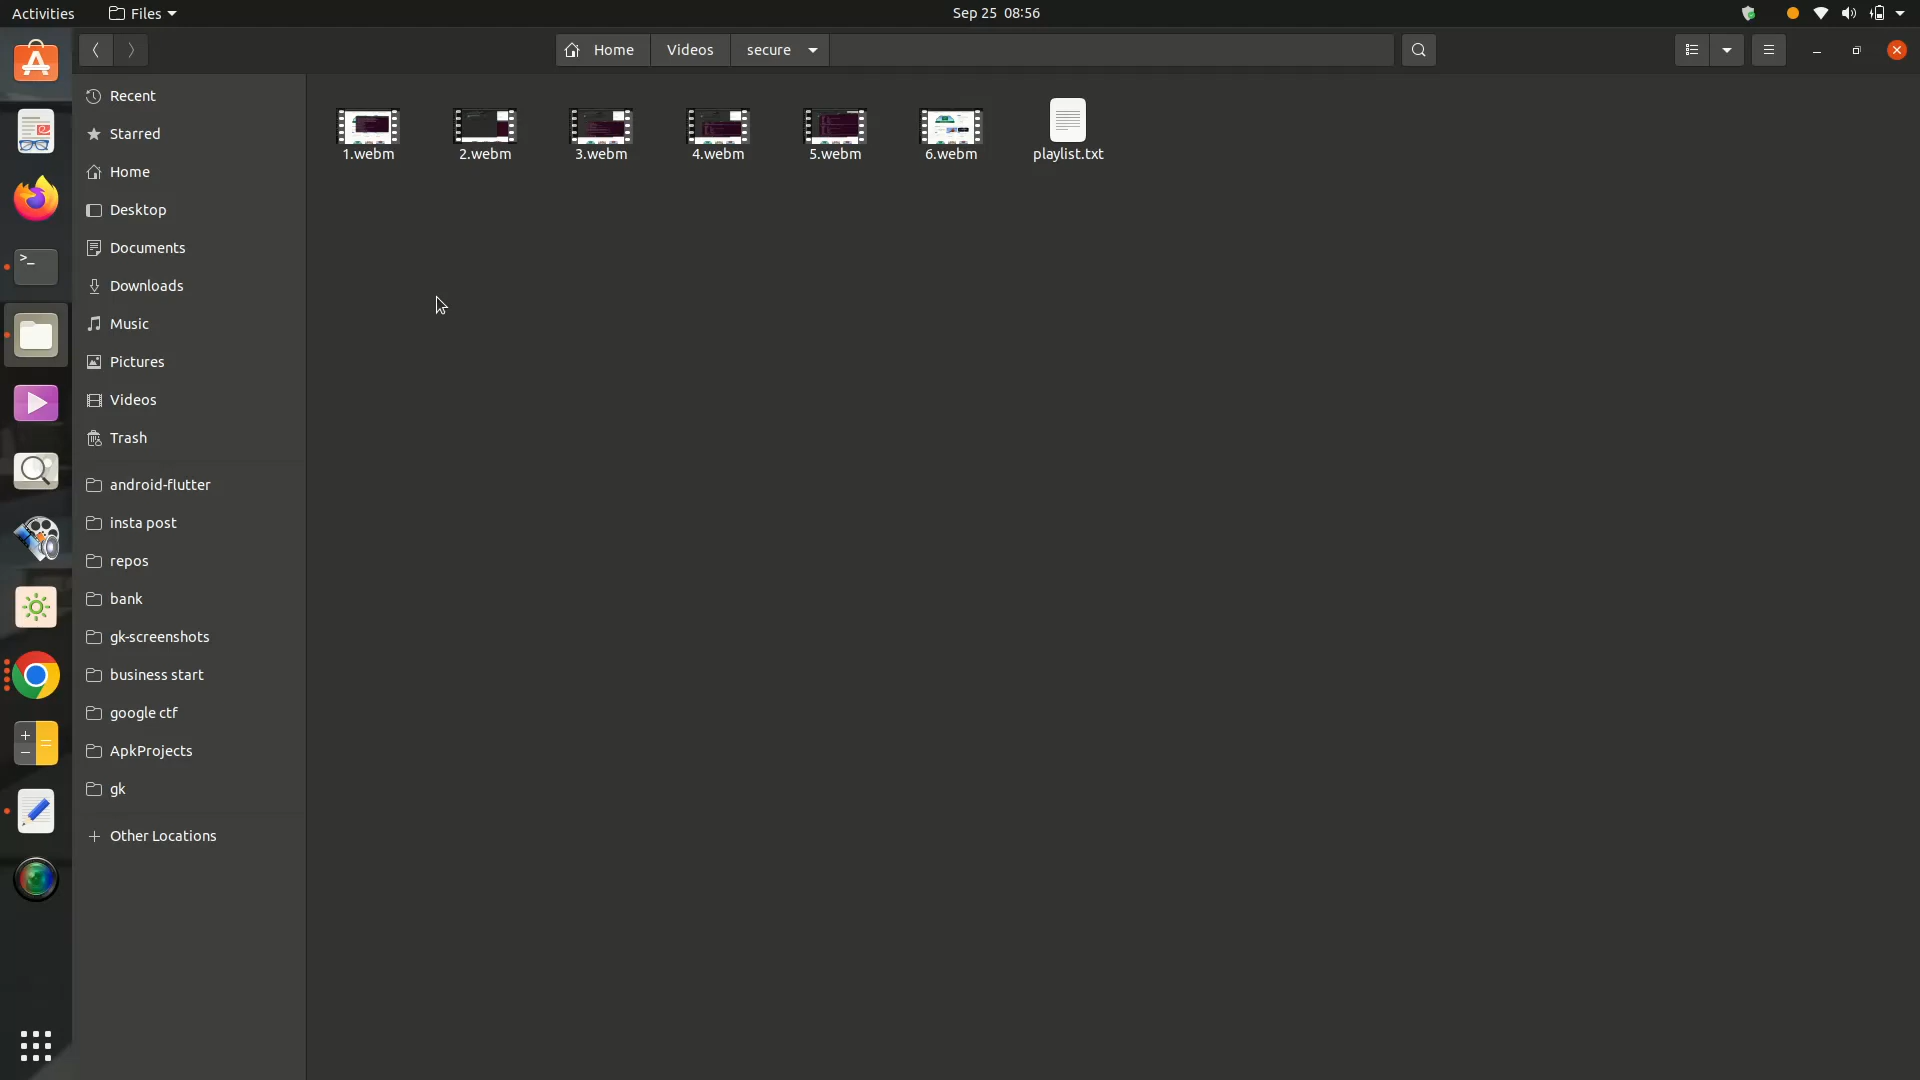 Activities
Files
Sep 25 08:56
Home
Videos
secure
Recent
Starred
Home
Desktop
Documents
Downloads
Music
Pictures
Videos
Trash
android-flutter
insta post
repos
bank
gk-screenshots
business start
google ctf
ApkProjects
gk
Other Locations
1.webm
2.webm
3.webm
4.webm
5.webm
6.webm
playlist.txt